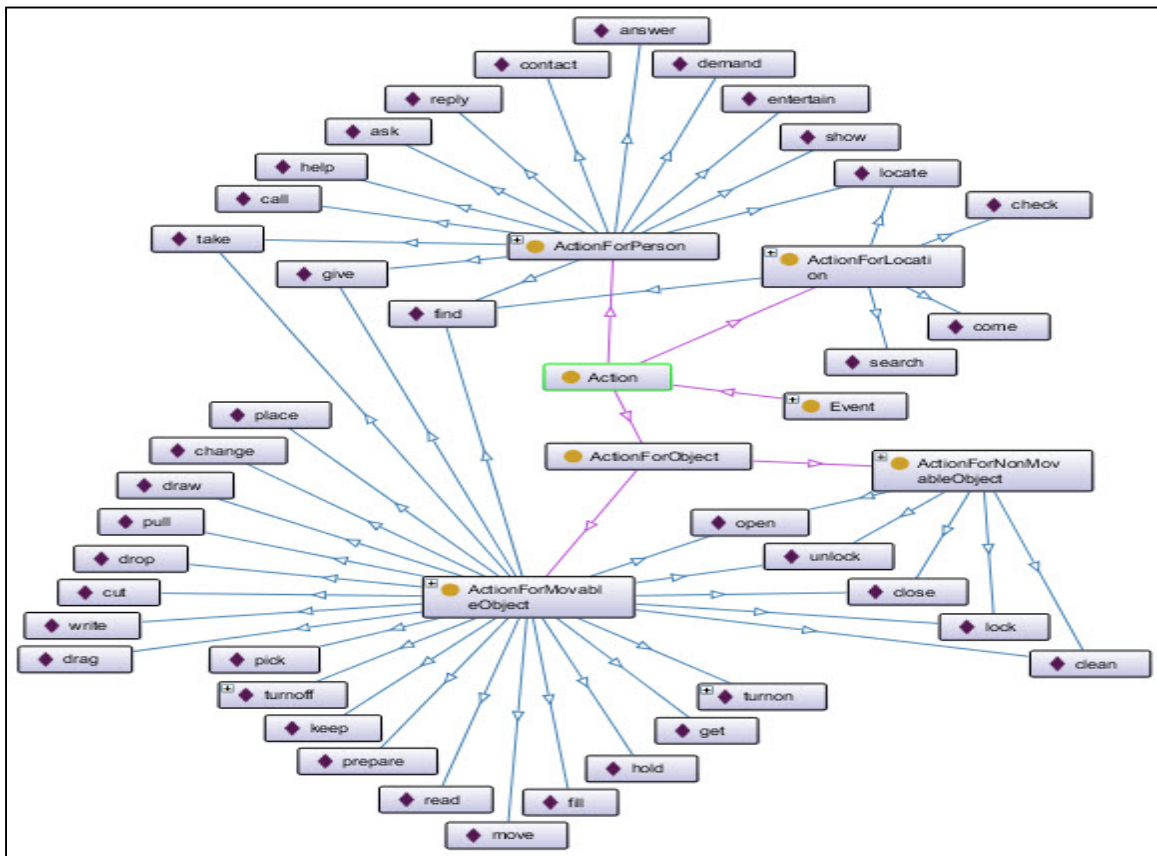 answer
contact
demand
reply
entertain
ask
show
help
locate
call
check
take
ActionForPerson
give
ActionForLocati
on
find
come
search
Action
Event
place
change
ActionForObject
ActionForNonMov
ableObject
draw
pull
open
drop
unlock
cut
ActionForMovabl
eObject
close
write
lock
drag
pick
clean
turnoff
turnon
keep
get
prepare
hold
read
fill
move